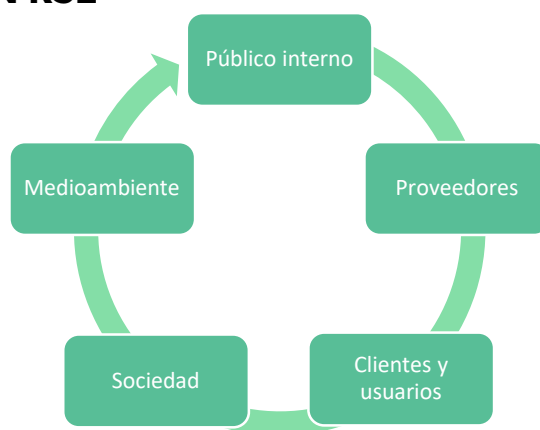 Público interno
Proveedores
Clientes y
usuarios
Sociedad
Medioambiente